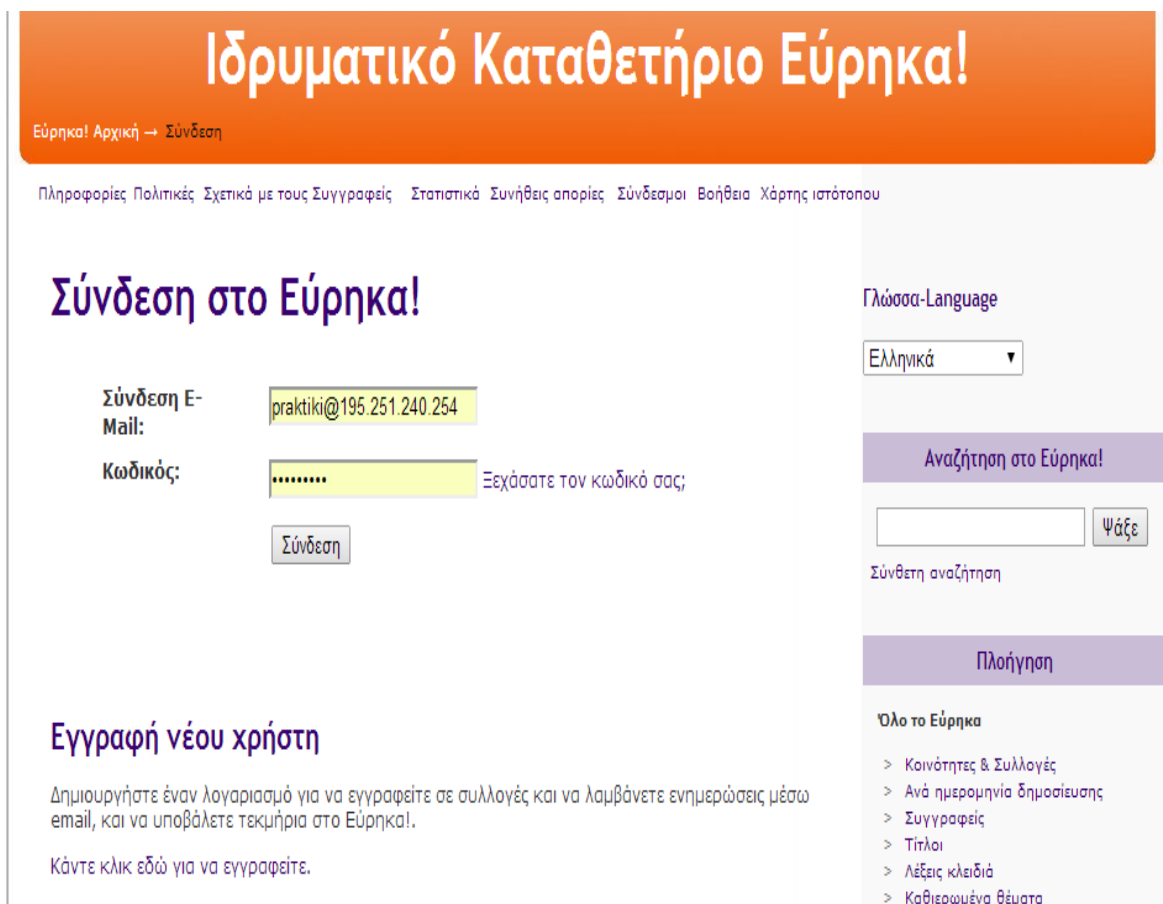 Ιδρυματικό Καταθετήριο Εύρηκα!
Εύρηκα! Αρχική → Σύνδεση
Πληροφορίες Πολιτικές Σχετικά με τους Συγγραφείς Στατιστικά Συνήθεις απορίες Σύνδεσμοι Βοήθεια Χάρτης ιστότοπου
Σύνδεση στο Εύρηκα!
Σύνδεση E-
Mail:
praktiki@195.251.240.254
Κωδικός:
••••••••• Ξεχάσατε τον κωδικό σας;
Σύνδεση
Εγγραφή νέου χρήστη
Δημιουργήστε έναν λογαριασμό για να εγγραφείτε σε συλλογές και να λαμβάνετε ενημερώσεις μέσω
email, και να υποβάλετε τεκμήρια στο Εύρηκα!.
Κάντε κλικ εδώ για να εγγραφείτε.
Γλώσσα-Language
Ελληνικά
Αναζήτηση στο Εύρηκα!
Ψάξε
Σύνθετη αναζήτηση
Πλοήγηση
Όλο το Εύρηκα
> Κοινότητες & Συλλογές
> Ανά ημερομηνία δημοσίευσης
> Συγγραφείς
> Τίτλοι
> Λέξεις κλειδιά
> Καθιερωμένα θέματα